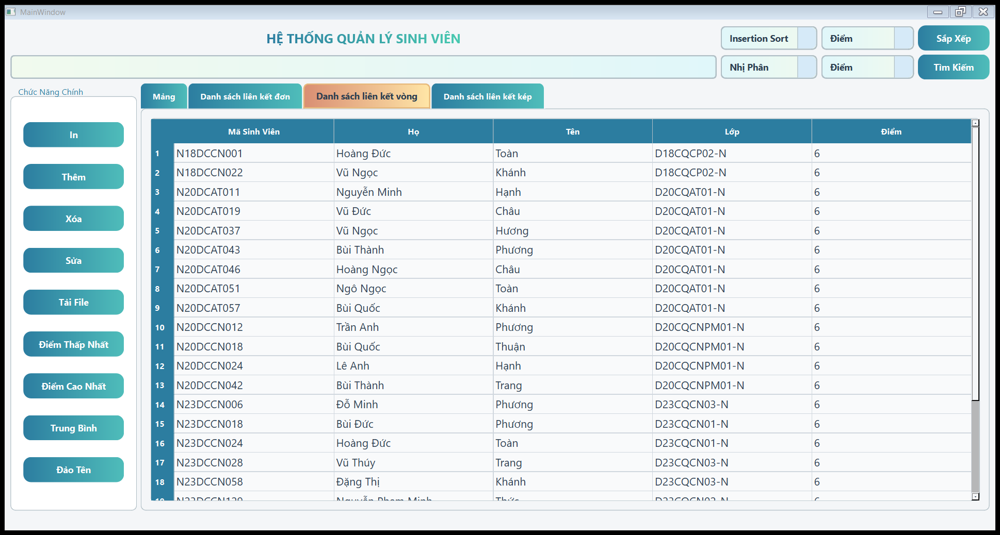 MainWindow
HỆ THỐNG QUẢN LÝ SINH VIÊN
Insertion Sort Điểm Sắp Xếp
Nhị Phân Điểm Tìm Kiếm
Chức Năng Chính
In
Thêm
Xóa
Sửa
Tải File
Điểm Thấp Nhất
Điểm Cao Nhất
Trung Bình
Đảo Tên
Mảng Danh sách liên kết đơn Danh sách liên kết vòng Danh sách liên kết kép
Mã Sinh Viên Họ Tên Lớp Điểm
1 N18DCCN001 Hoàng Đức Toàn D18CQCP02-N 6
2 N18DCCN022 Vũ Ngọc Khánh D18CQCP02-N 6
3 N20DCAT011 Nguyễn Minh Hạnh D20CQAT01-N 6
4 N20DCAT019 Vũ Đức Châu D20CQAT01-N 6
5 N20DCAT037 Vũ Ngọc Hương D20CQAT01-N 6
6 N20DCAT043 Bùi Thành Phương D20CQAT01-N 6
7 N20DCAT046 Hoàng Ngọc Châu D20CQAT01-N 6
8 N20DCAT051 Ngô Ngọc Toàn D20CQAT01-N 6
9 N20DCAT057 Bùi Quốc Khánh D20CQAT01-N 6
10 N20DCCN012 Trần Anh Phương D20CQCNPM01-N 6
11 N20DCCN018 Bùi Quốc Thuận D20CQCNPM01-N 6
12 N20DCCN024 Lê Anh Hạnh D20CQCNPM01-N 6
13 N20DCCN042 Bùi Thành Trang D20CQCNPM01-N 6
14 N23DCCN006 Đỗ Minh Phương D23CQCN03-N 6
15 N23DCCN018 Bùi Đức Phương D23CQCN01-N 6
16 N23DCCN024 Hoàng Đức Toàn D23CQCN01-N 6
17 N23DCCN028 Vũ Thúy Trang D23CQCN03-N 6
18 N23DCCN058 Đặng Thị Khánh D23CQCN03-N 6